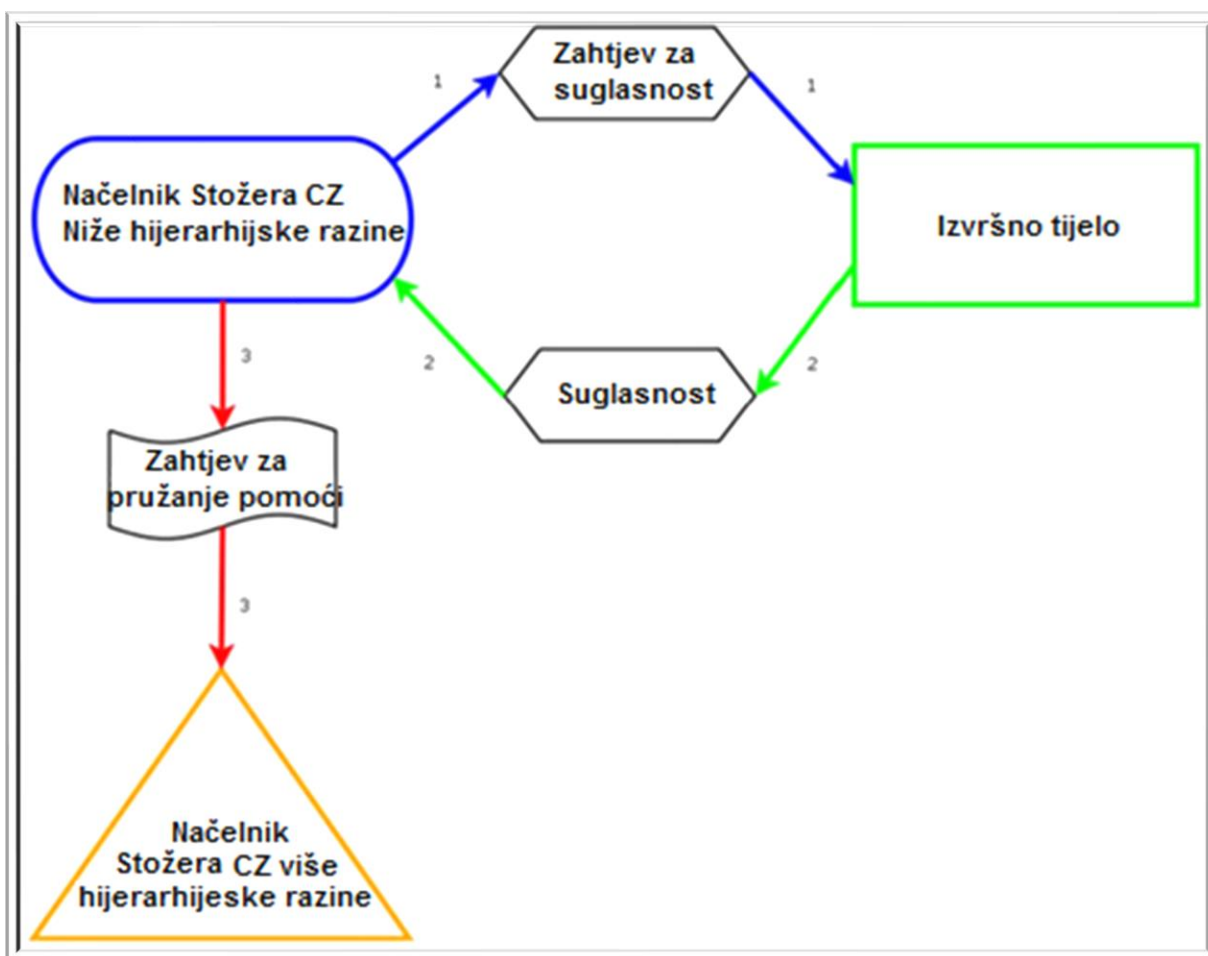 Zahtjev za
suglasnost
1
1
Načelnik Stožera CZ
Niže hijerarhijske razine
Izvršno tijelo
3
2
2
Suglasnost
Zahtjev za
pružanje pomoći
3
Načelnik
Stožera CZ više
hijerarhijeske razine